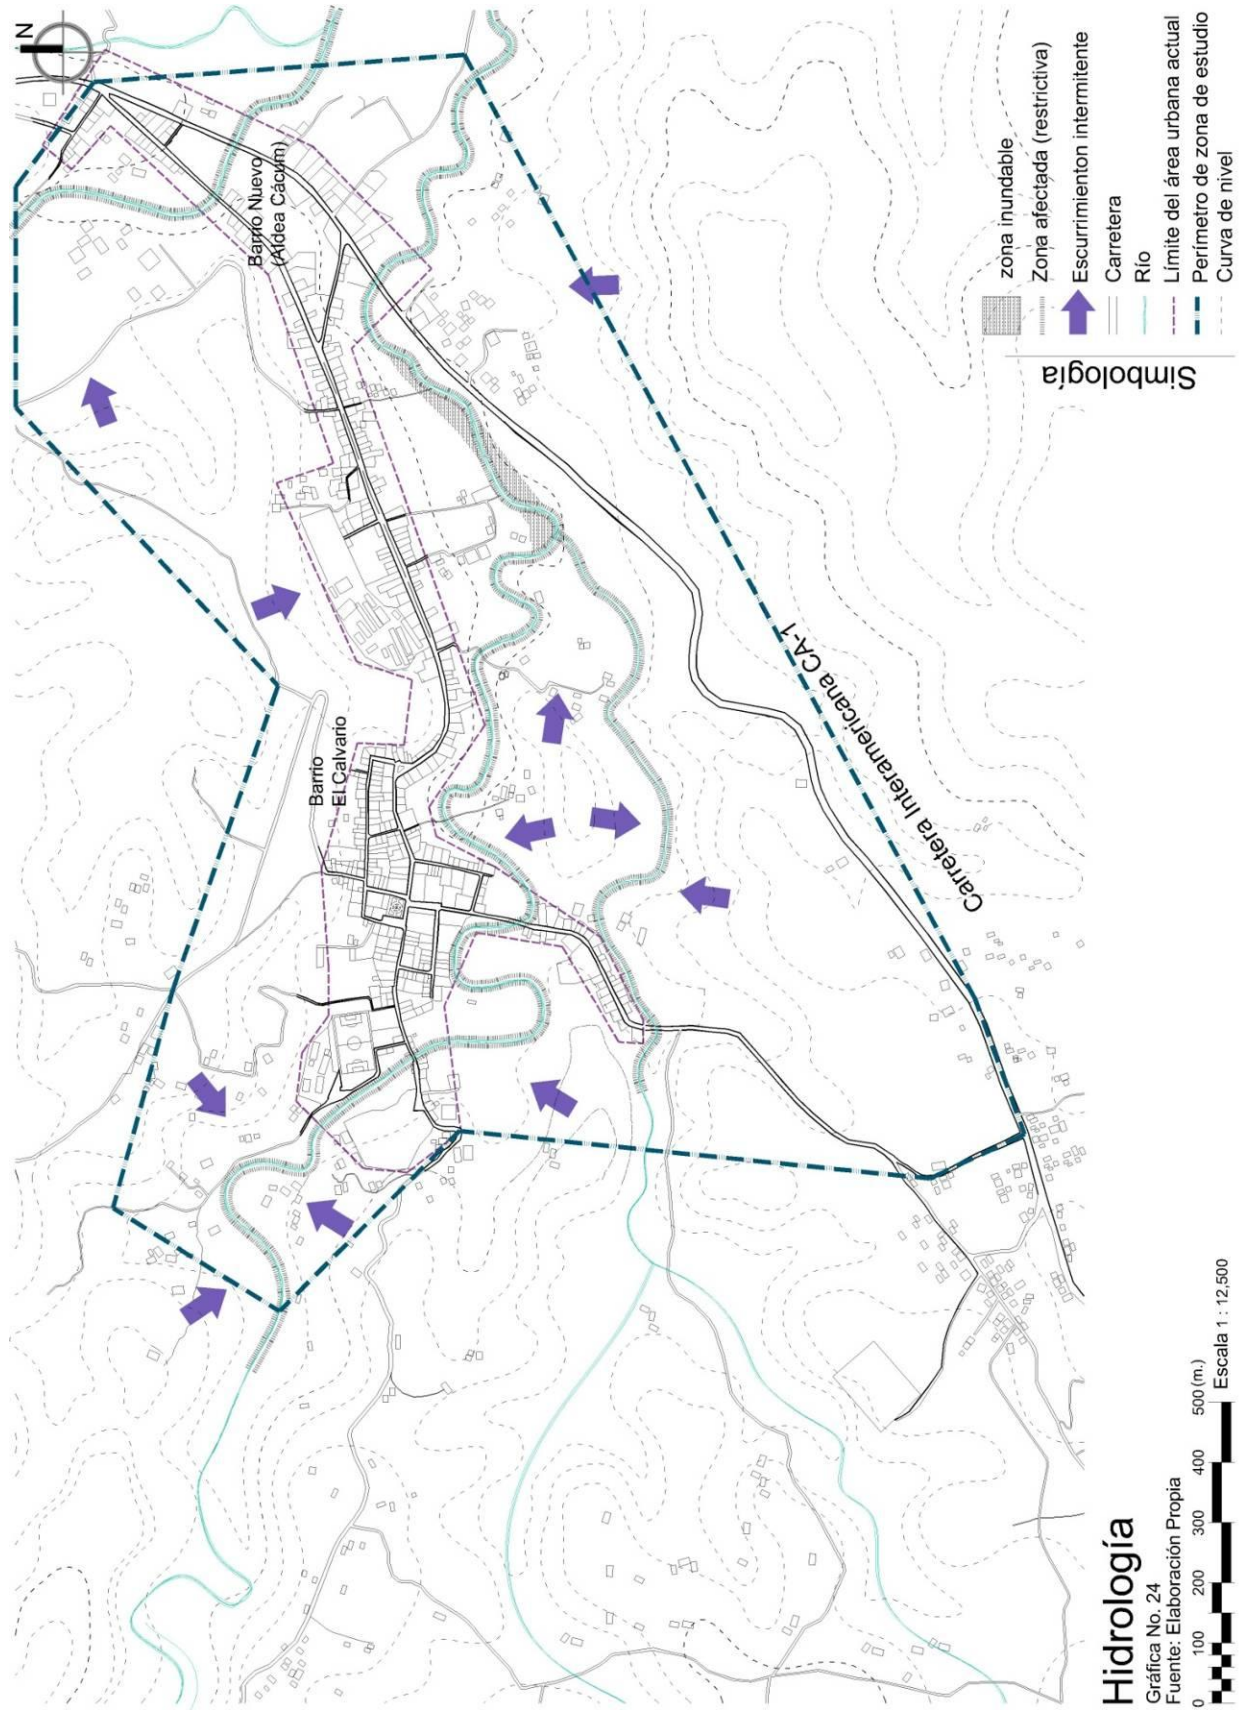 N
Barrio Nuevo
(Aldea Cácum)
Barrio
El Calvario
Carretera Interamericana CA-1
Simbología
zona inundable
Zona afectada (restrictiva)
Escurrimienton intermitente
Carretera
Río
Límite del área urbana actual
Perímetro de zona de estudio
Curva de nivel
Hidrología
Gráfica No. 24
Fuente: Elaboración Propia
0 100 200 300 400 500 (m.)
Escala 1 : 12,500